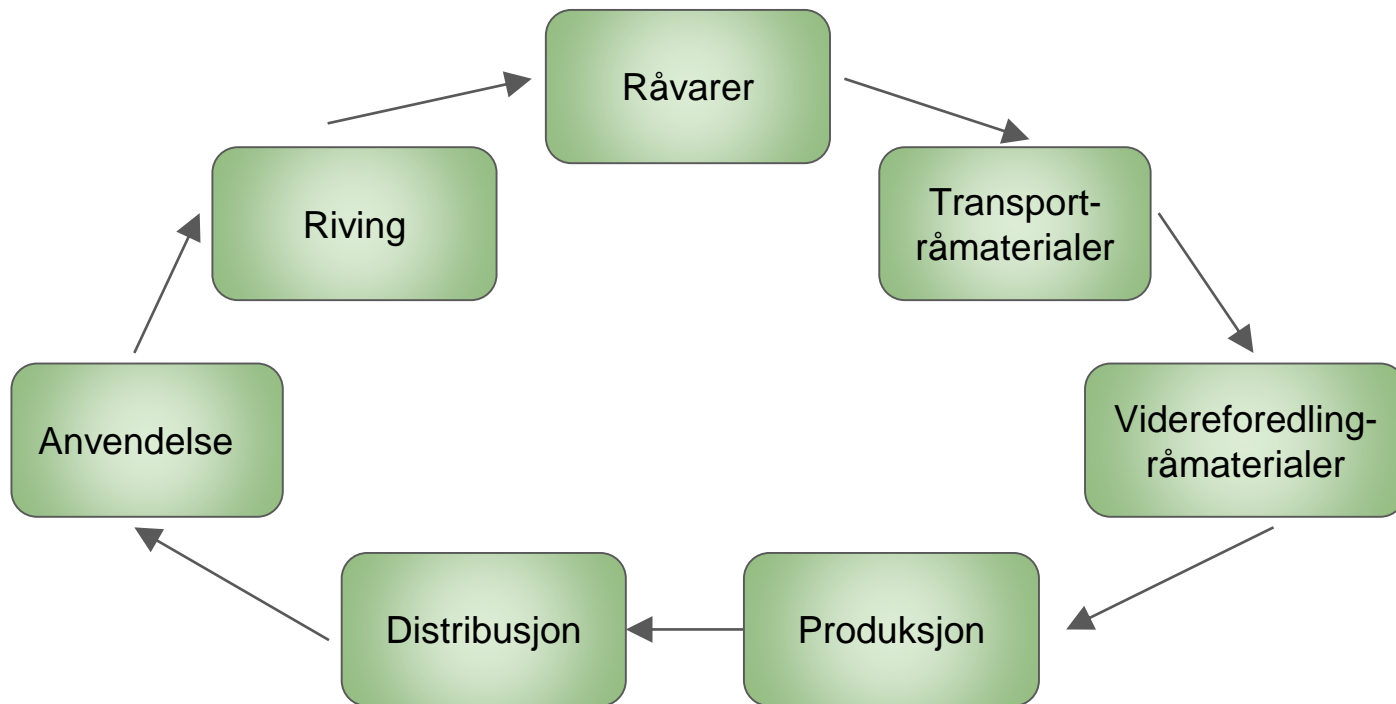 Råvarer
Transport-
råmaterialer
Videreforedling-
råmaterialer
Produksjon
Distribusjon
Anvendelse
Riving